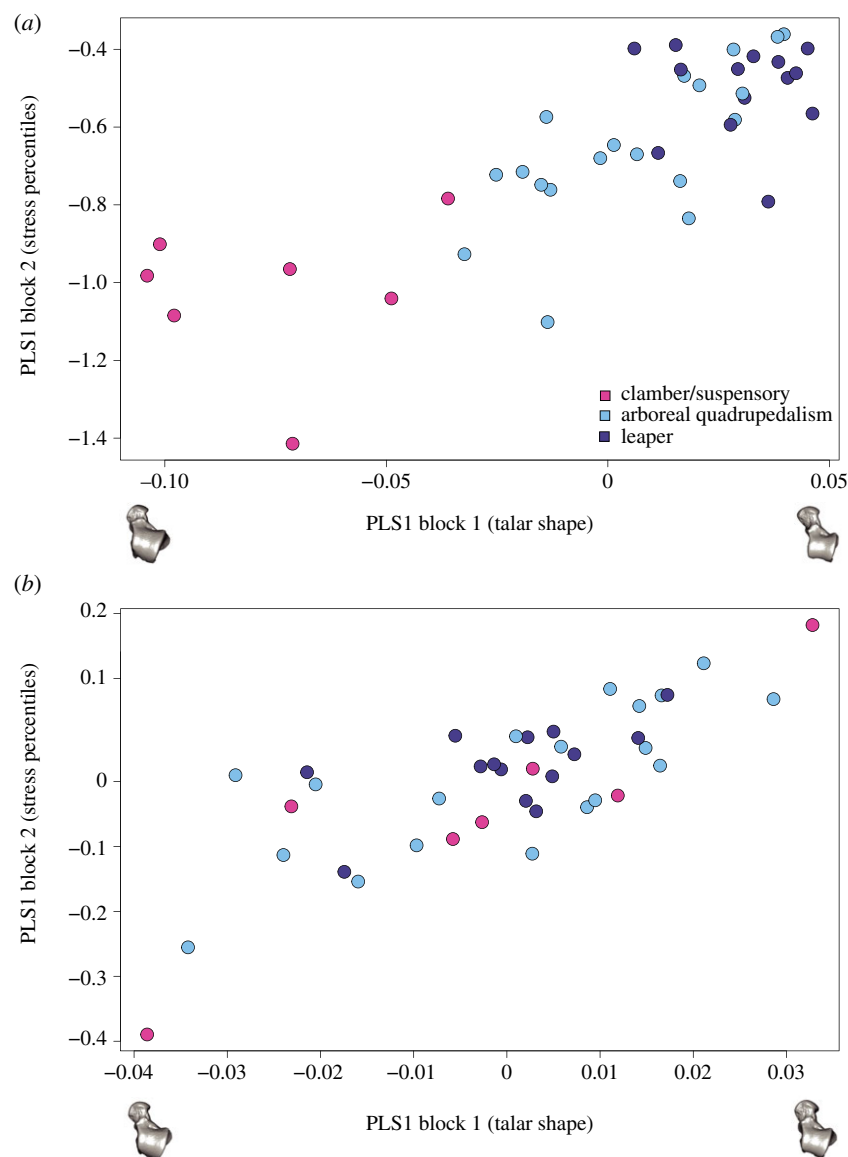 (a)
−0.4
−0.6
−0.8
−1.0
−1.2
−1.4
PLS1 block 2 (stress percentiles)
clamber/suspensory
arboreal quadrupedalism
leaper
−0.10 −0.05 0 0.05
PLS1 block 1 (talar shape)
(b)
0.2
0.1
0
−0.1
−0.2
−0.3
−0.4
PLS1 block 2 (stress percentiles)
−0.04 −0.03 −0.02 −0.01 0 0.01 0.02 0.03
PLS1 block 1 (talar shape)